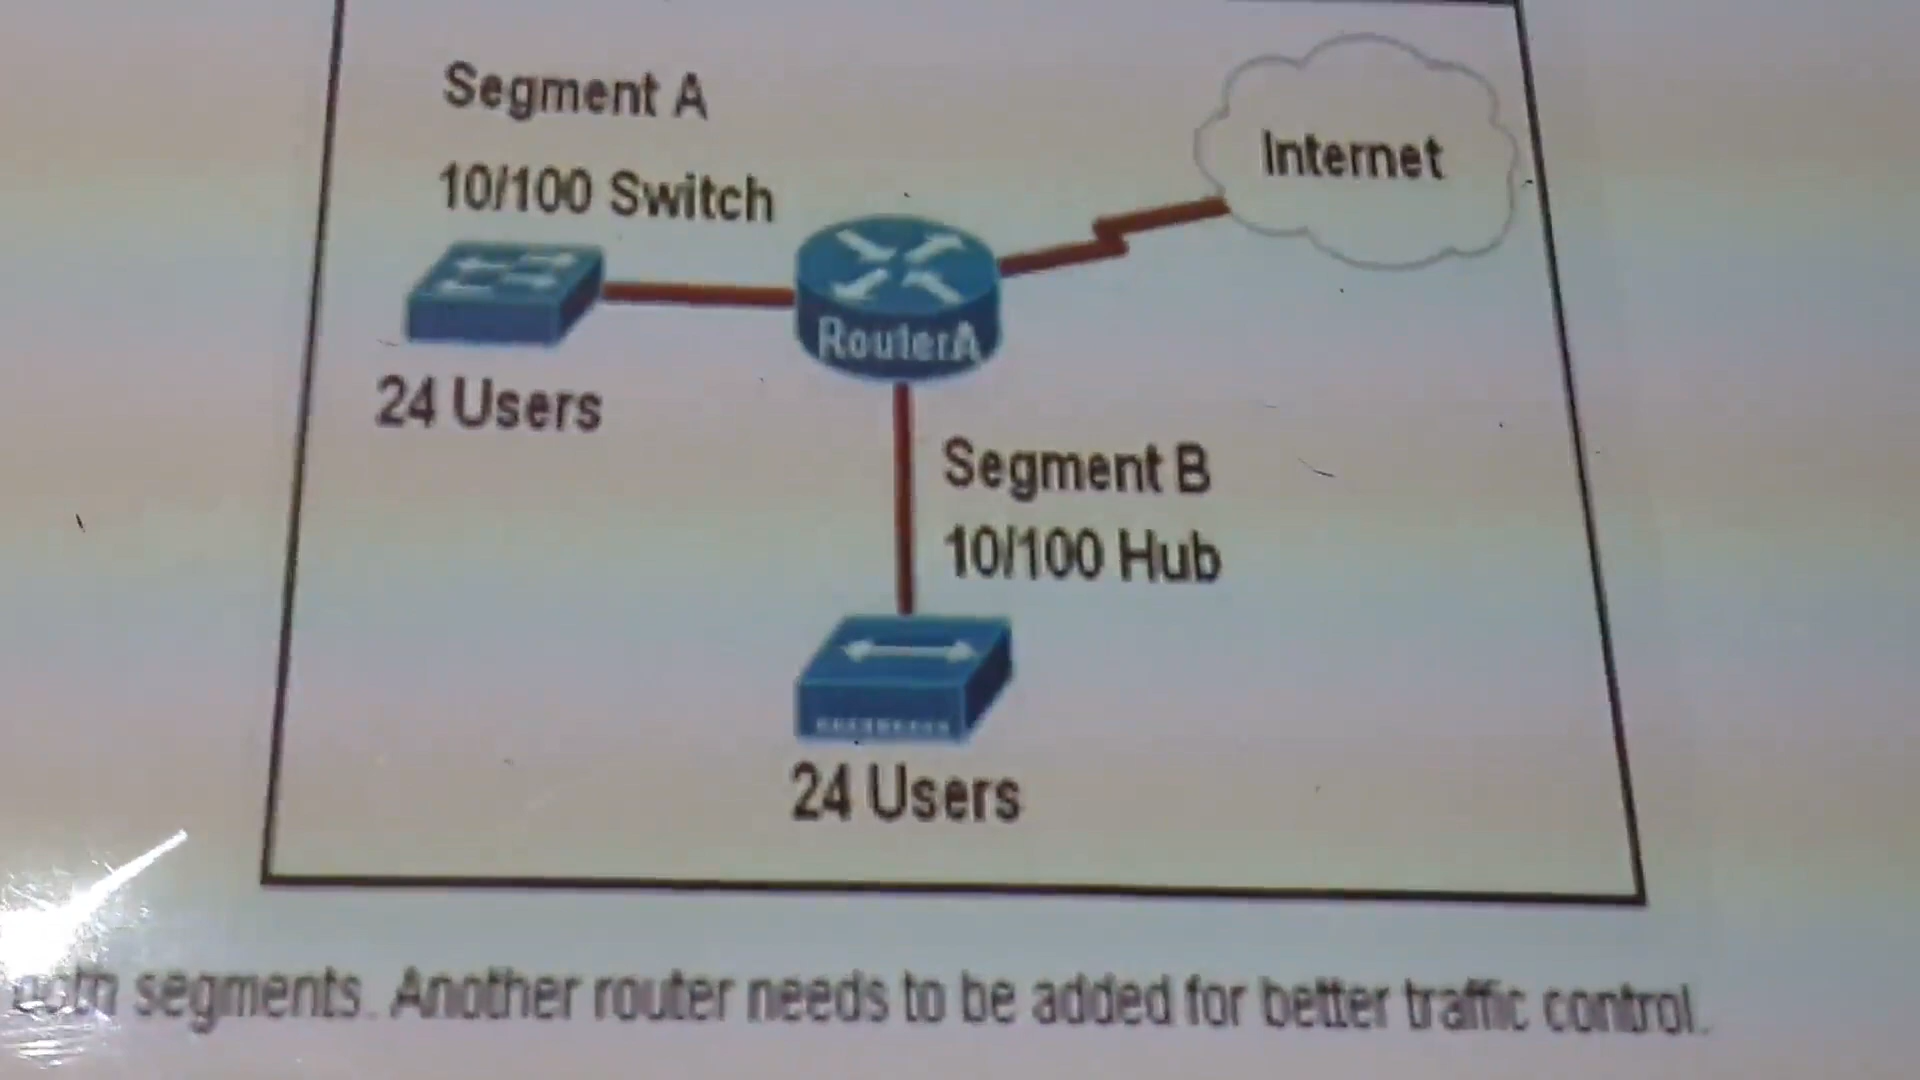 Segment A
10/100 Switch
Internet
RouterA
24 Users
Segment B
10/100 Hub
24 Users
segments. Another router needs to be added for better traffic control.